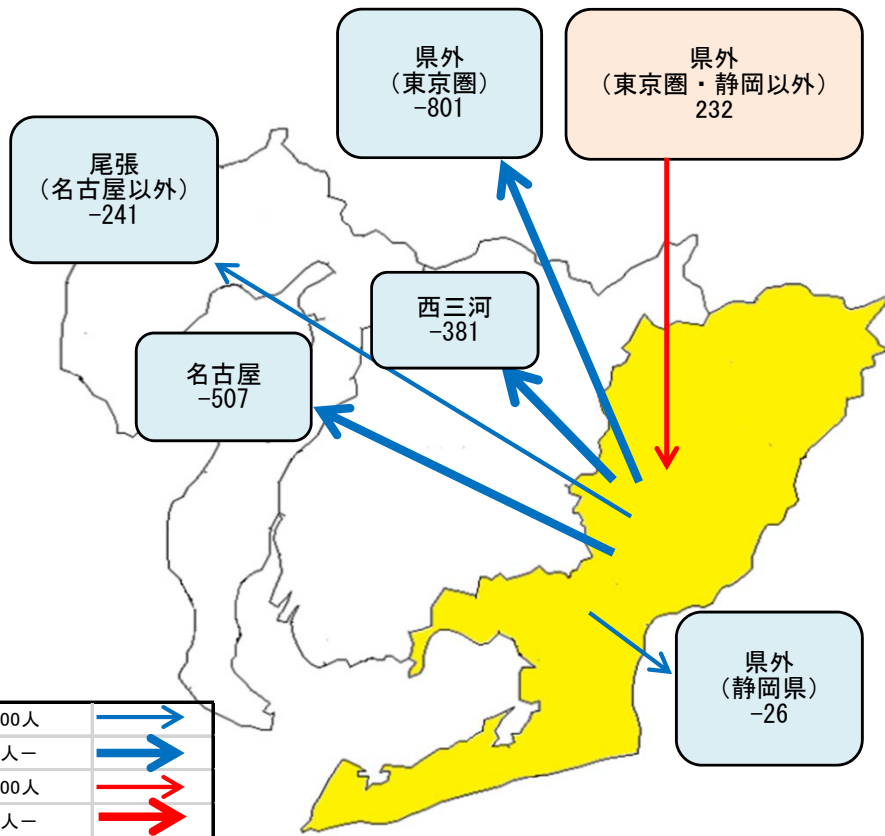 県外
（東京圏）
-801
県外
（東京圏・静岡以外）
232
尾張
（名古屋以外）
-241
西三河
-381
名古屋
-507
県外
（静岡県）
-26
00人
人ー
00人
人ー